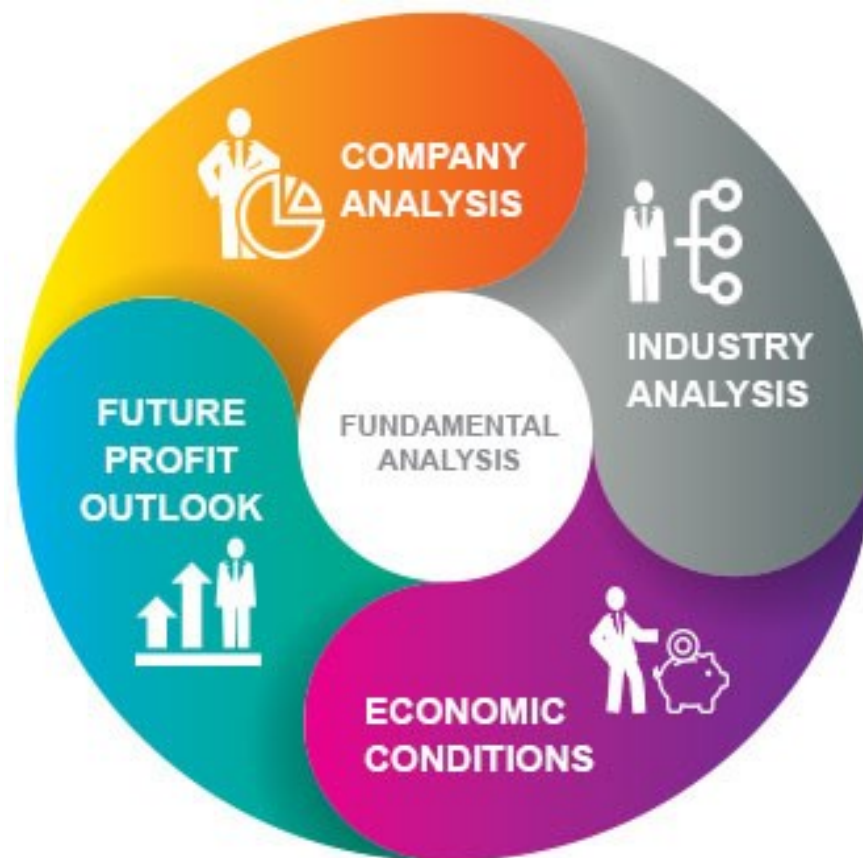 COMPANY
ANALYSIS
INDUSTRY
ANALYSIS
FUNDAMENTAL
ANALYSIS
FUTURE
PROFIT
OUTLOOK
ECONOMIC
CONDITIONS